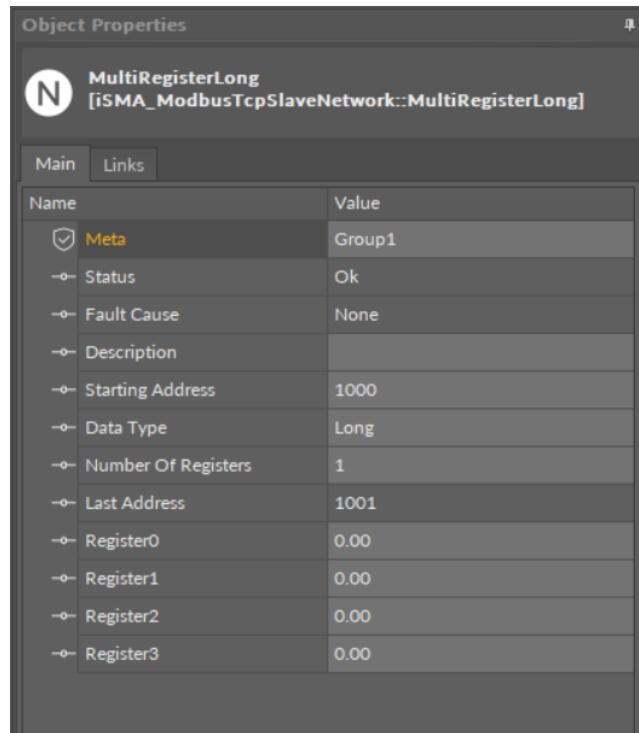 Object Properties
MultiRegisterLong
[iSMA_ModbusTcpSlaveNetwork::MultiRegisterLong]
Main Links
Name Value
Meta Group1
Status Ok
Fault Cause None
Description
Starting Address 1000
Data Type Long
Number Of Registers 1
Last Address 1001
Register0 0.00
Register1 0.00
Register2 0.00
Register3 0.00